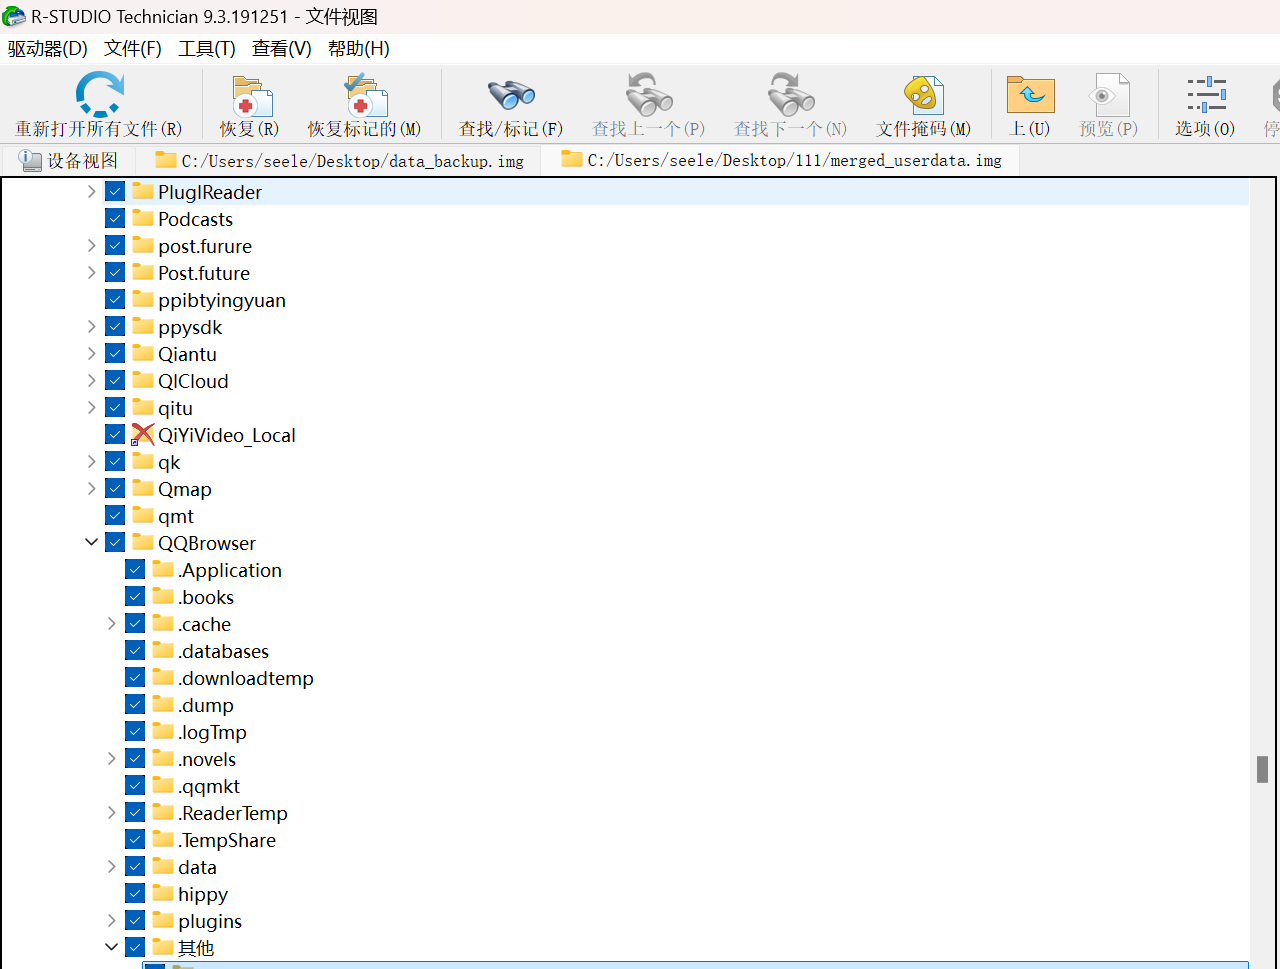 R-STUDIO Technician 9.3.191251 - 文件视图
驱动器(D) 文件(F) 工具(T) 查看(V) 帮助(H)
重新打开所有文件(R) 恢复(R) 恢复标记的(M) 查找/标记(F) 查找上一个(P) 查找下一个(N) 文件掩码(M) 上(U) 预览(P) 选项(O) 停
设备视图 C:/Users/seele/Desktop/data_backup.img C:/Users/seele/Desktop/111/merged_userdata.img
PlugIReader
Podcasts
post.furure
Post.future
ppibtyingyuan
ppysdk
Qiantu
QICloud
qitu
QiYiVideo_Local
qk
Qmap
qmt
QQBrowser
.Application
.books
.cache
.databases
.downloadtemp
.dump
.logTmp
.novels
.qqmkt
.ReaderTemp
.TempShare
data
hippy
plugins
其他